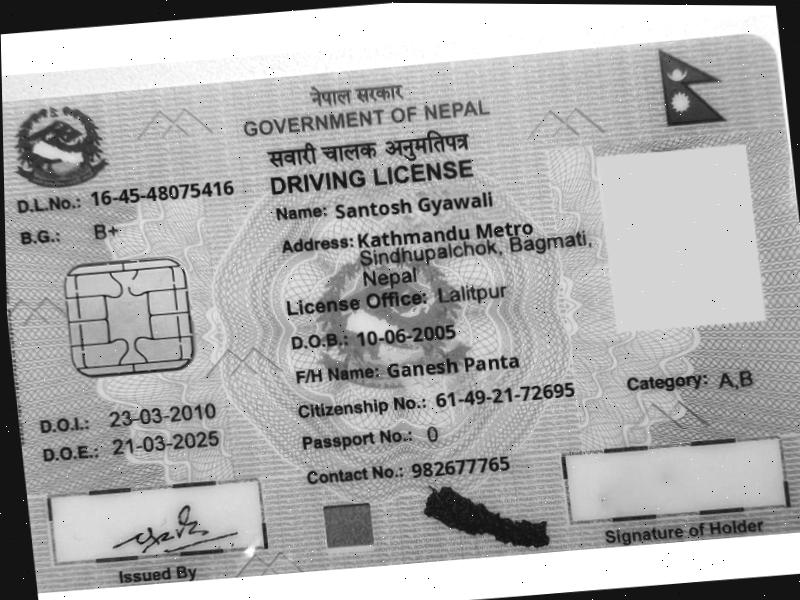 नेपाल सरकार
GOVERNMENT OF NEPAL
सवारी चालक अनुमतिपत्र
DRIVING LICENSE
D.L.No.: 16-45-48075416
B.G.: B+
Name: Santosh Gyawali
Address: Kathmandu Metro
Sindhupalchok, Bagmati,
Nepal
License Office: Lalitpur
D.O.B.: 10-06-2005
F/H Name: Ganesh Panta
Citizenship No.: 61-49-21-72695
Category: A,B
Passport No.: 0
Contact No.: 982677765
D.O.I.: 23-03-2010
D.O.E.: 21-03-2025
Issued By
Signature of Holder